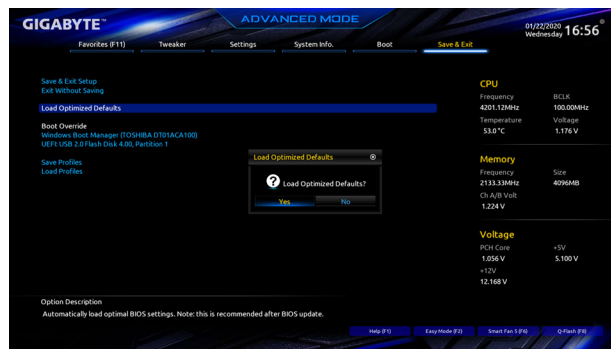 GIGABYTE™
ADVANCED MODE
01/22/2020
Wednesday 16:56
Favorites (F11) Tweaker Settings System Info. Boot Save & Exit
Save & Exit Setup
Exit Without Saving
Load Optimized Defaults
Boot Override
Windows Boot Manager (TOSHIBA DT01ACA100)
UEFI: USB 2.0 Flash Disk 4.00, Partition 1
Save Profiles
Load Profiles
Load Optimized Defaults
Load Optimized Defaults?
Yes No
CPU
Frequency BCLK
4201.12MHz 100.00MHz
Temperature Voltage
53.0 °C 1.176 V
Memory
Frequency Size
2133.33MHz 4096MB
Ch A/B Volt
1.224 V
Voltage
PCH Core +5V
1.056 V 5.100 V
+12V
12.168 V
Option Description
Automatically load optimal BIOS settings. Note: this is recommended after BIOS update.
Help (F1) Easy Mode (F2) Smart Fan 5 (F6) Q-Flash (F8)